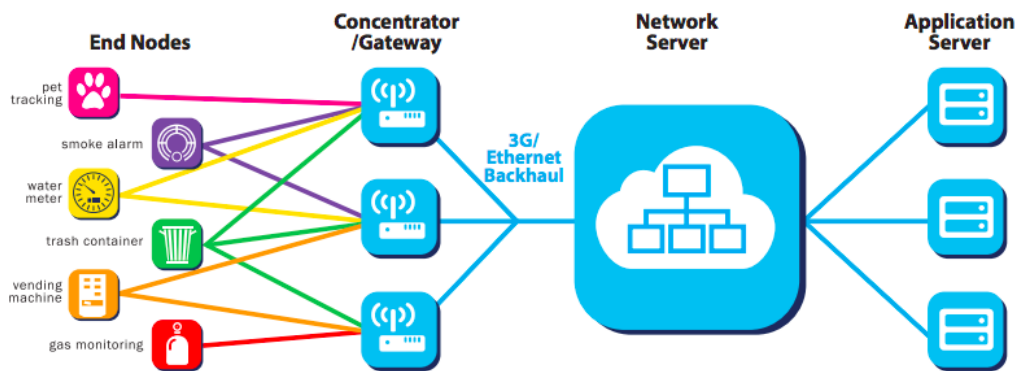 End Nodes
Concentrator
/Gateway
Network
Server
Application
Server
pet
tracking
smoke alarm
water
meter
trash container
vending
machine
gas monitoring
3G/
Ethernet
Backhaul